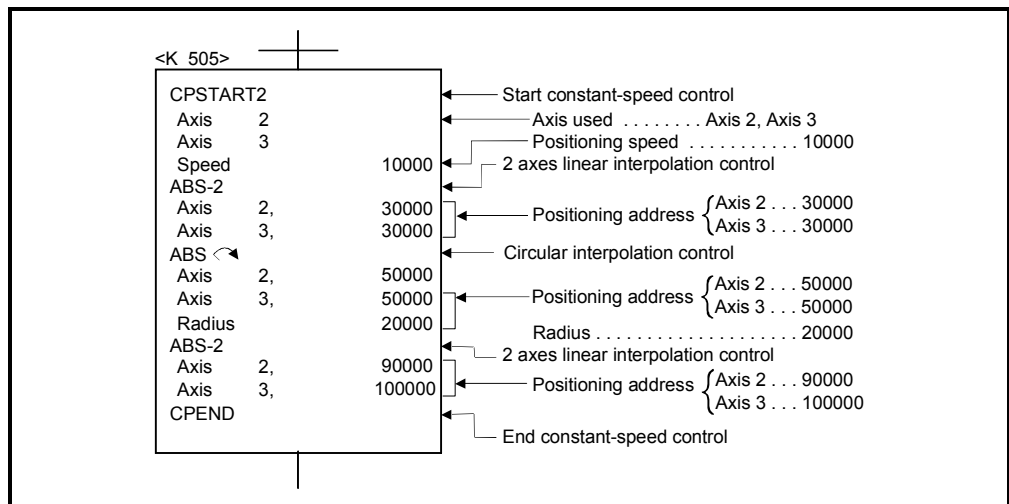 <K 505>
CPSTART2 Start constant-speed control
Axis 2 Axis used . . . . . . . . Axis 2, Axis 3
Axis 3 Positioning speed . . . . . . . . . . . 10000
Speed 10000 2 axes linear interpolation control
ABS-2
Axis 2, 30000 Positioning address { Axis 2 . . . 30000
Axis 3, 30000 Axis 3 . . . 30000
ABS Circular interpolation control
Axis 2, 50000 Positioning address { Axis 2 . . . 50000
Axis 3, 50000 Axis 3 . . . 50000
Radius 20000 Radius . . . . . . . . . . . . . . . . . . . . . 20000
ABS-2 2 axes linear interpolation control
Axis 2, 90000 Positioning address { Axis 2 . . . 90000
Axis 3, 100000 Axis 3 . . . 100000
CPEND
End constant-speed control